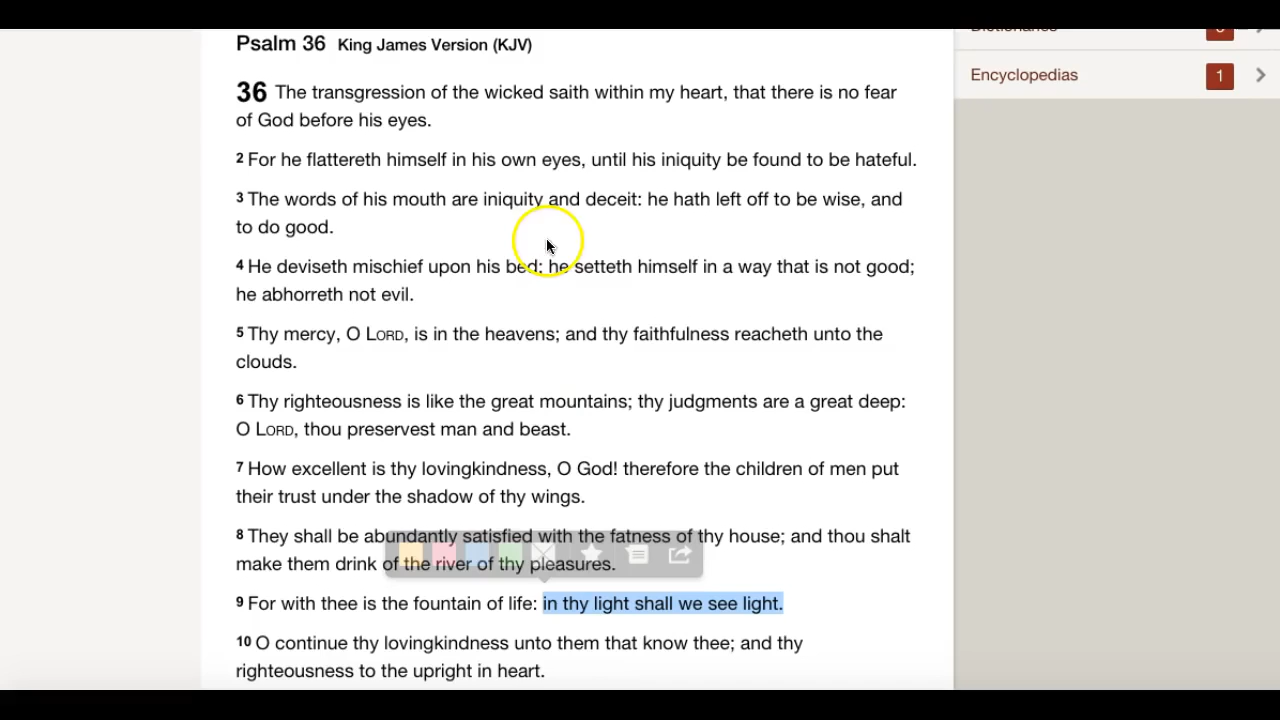 Psalm 36 King James Version (KJV)
36 The transgression of the wicked saith within my heart, that there is no fear
of God before his eyes.
2 For he flattereth himself in his own eyes, until his iniquity be found to be hateful.
3 The words of his mouth are iniquity and deceit: he hath left off to be wise, and
to do good.
4 He deviseth mischief upon his bed; he setteth himself in a way that is not good;
he abhorreth not evil.
5 Thy mercy, O LORD, is in the heavens; and thy faithfulness reacheth unto the
clouds.
6 Thy righteousness is like the great mountains; thy judgments are a great deep:
O LORD, thou preservest man and beast.
7 How excellent is thy lovingkindness, O God! therefore the children of men put
their trust under the shadow of thy wings.
8 They shall be abundantly satisfied with the fatness of thy house; and thou shalt
make them drink of the river of thy pleasures.
9 For with thee is the fountain of life: in thy light shall we see light.
10 O continue thy lovingkindness unto them that know thee; and thy
righteousness to the upright in heart.
Dictionaries
Encyclopedias 1